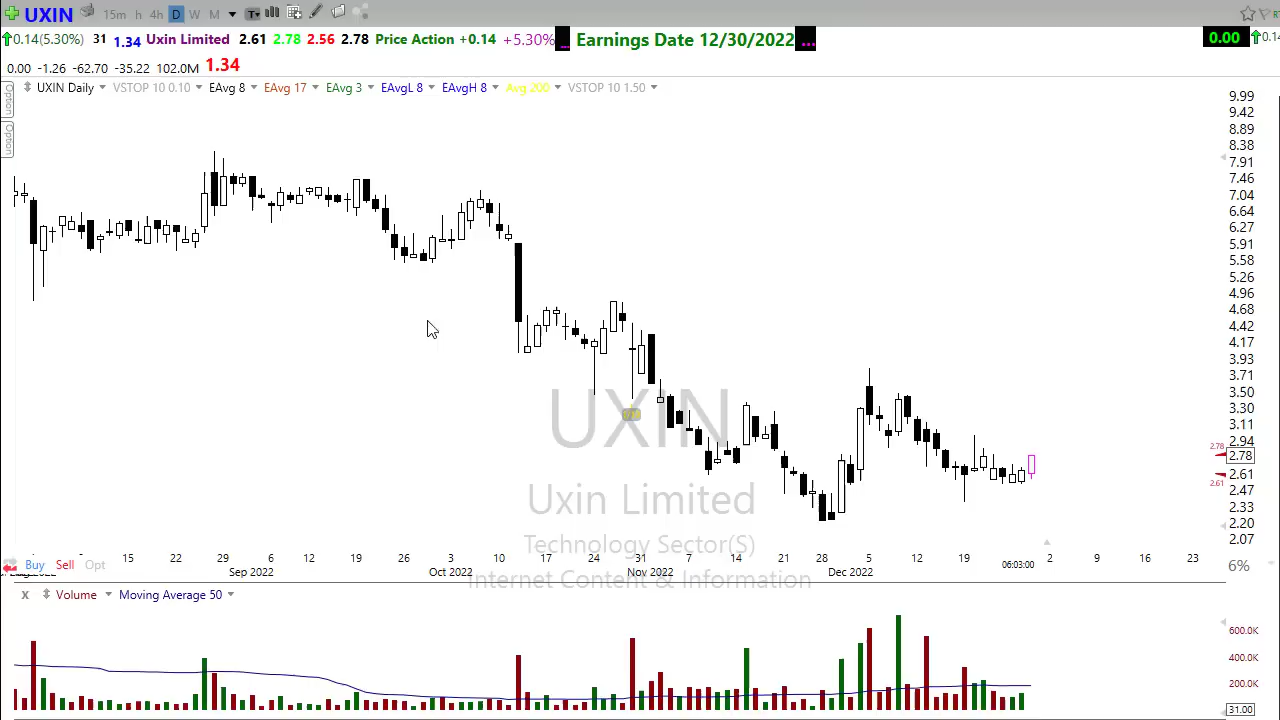 UXIN 15m h 4h D W M
0.14(5.30%) 31 1.34 Uxin Limited 2.61 2.78 2.56 2.78 Price Action +0.14 +5.30% ... Earnings Date 12/30/2022 ... 0.00 0.14
0.00 -1.26 -62.70 -35.22 102.0M 1.34
UXIN Daily VSTOP 10 0.10 EAvg 8 EAvg 17 EAvg 3 EAvgL 8 EAvgH 8 Avg 200 VSTOP 10 1.50
Option
Option
9.99
9.42
8.89
8.38
7.91
7.46
7.04
6.64
6.27
5.91
5.58
5.26
4.96
4.68
4.42
4.17
3.93
3.71
3.50
3.30
3.11
2.94
2.78 2.78
2.61
2.61
2.47
2.33
2.20
2.07
UXIN
Uxin Limited
Technology Sector(S)
Internet Content & Information
15 22 29 6 12 19 26 3 10 17 24 31 7 14 21 28 5 12 19 06:03:00 2 9 16 23
Buy Sell Opt
Sep 2022 Oct 2022 Nov 2022 Dec 2022
6%
x Volume Moving Average 50
600.0K
400.0K
200.0K
31.00